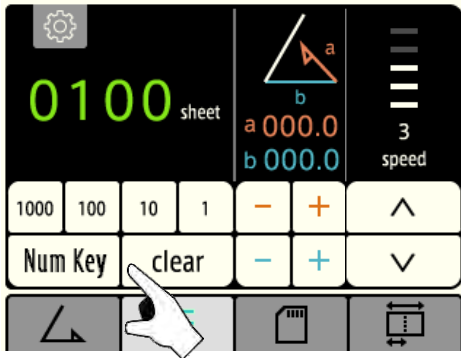 0100 sheet
a
b
a 000.0
b 000.0
3
speed
1000 100 10 1 - +
Num Key clear - +